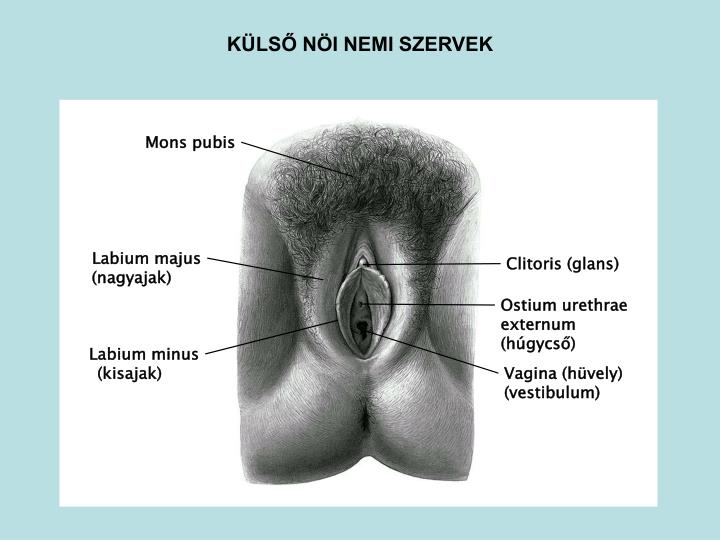 KÜLSŐ NÖI NEMI SZERVEK
Mons pubis
Labium majus
(nagyajak)
Labium minus
(kisajak)
Clitoris (glans)
Ostium urethrae
externum
(húgycső)
Vagina (hüvely)
(vestibulum)